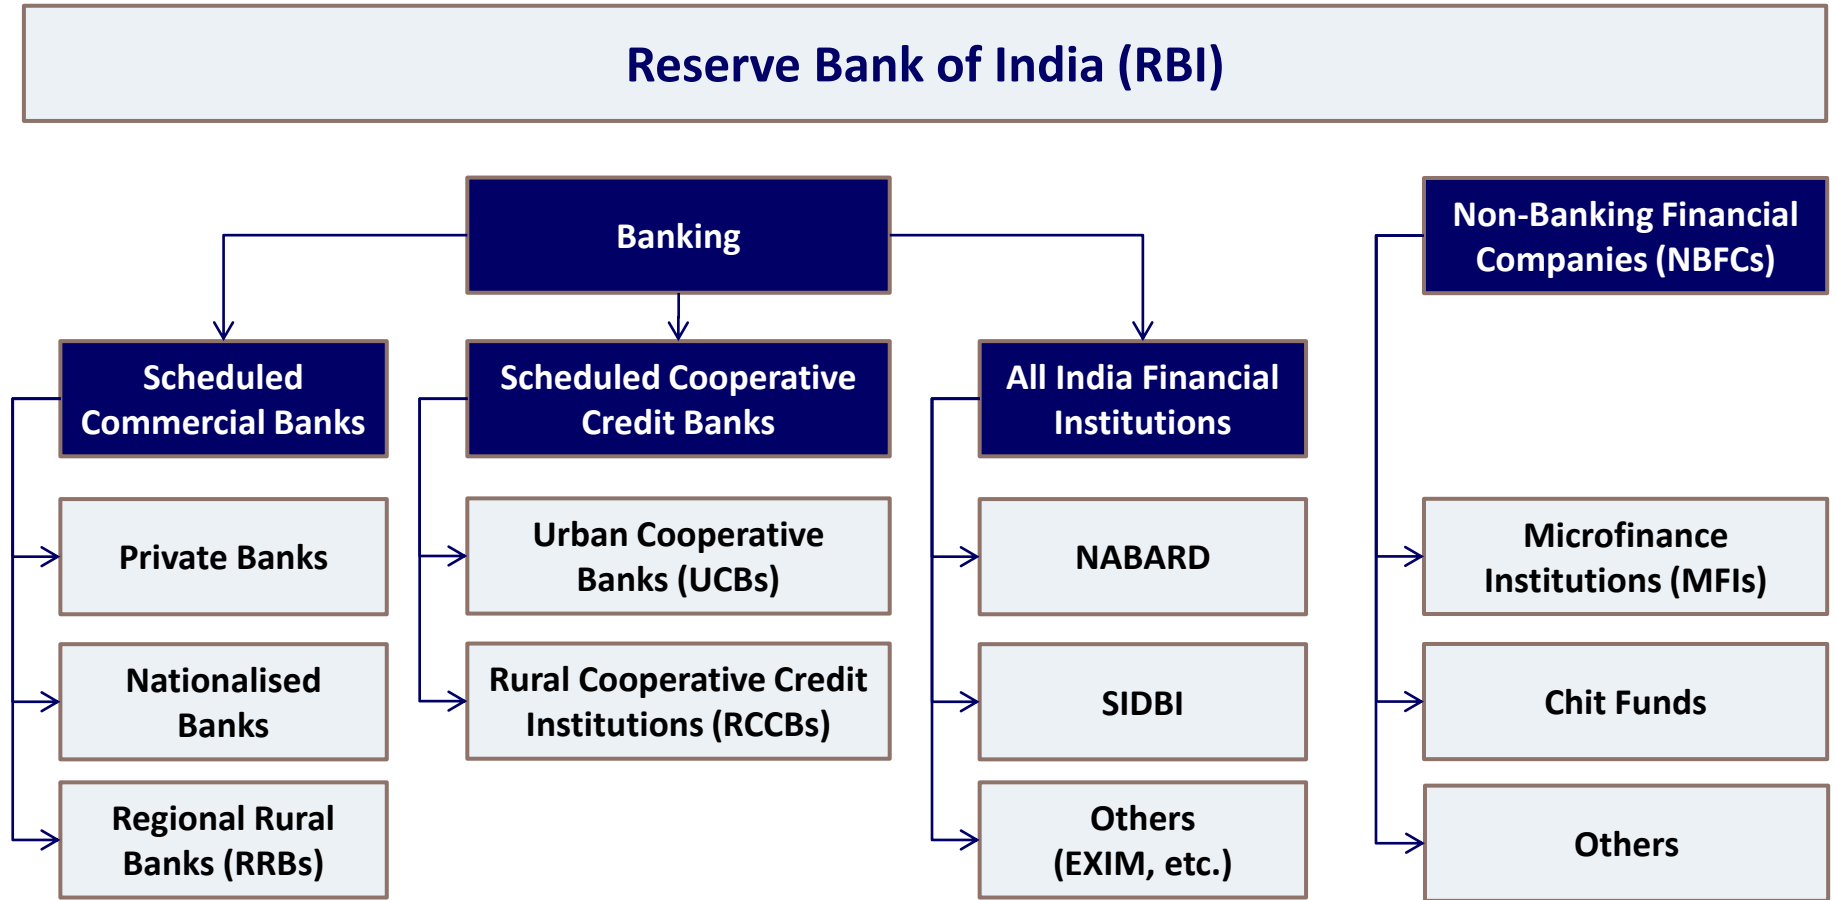 Reserve Bank of India (RBI)
Banking
Non-Banking Financial
Companies (NBFCs)
Scheduled
Commercial Banks
Scheduled Cooperative
Credit Banks
All India Financial
Institutions
Private Banks
Urban Cooperative
Banks (UCBs)
NABARD
Microfinance
Institutions (MFIs)
Nationalised
Banks
Rural Cooperative Credit
Institutions (RCCBs)
SIDBI
Chit Funds
Regional Rural
Banks (RRBs)
Others
(EXIM, etc.)
Others